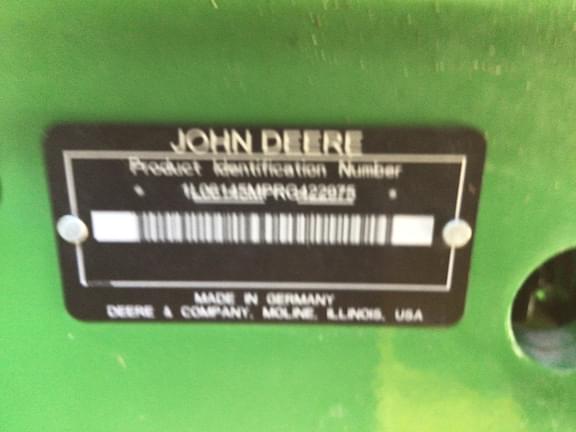 JOHN DEERE
Product Identification Number
* 1L06145MPRG422975 *
MADE IN GERMANY
DEERE & COMPANY, MOLINE, ILLINOIS, USA